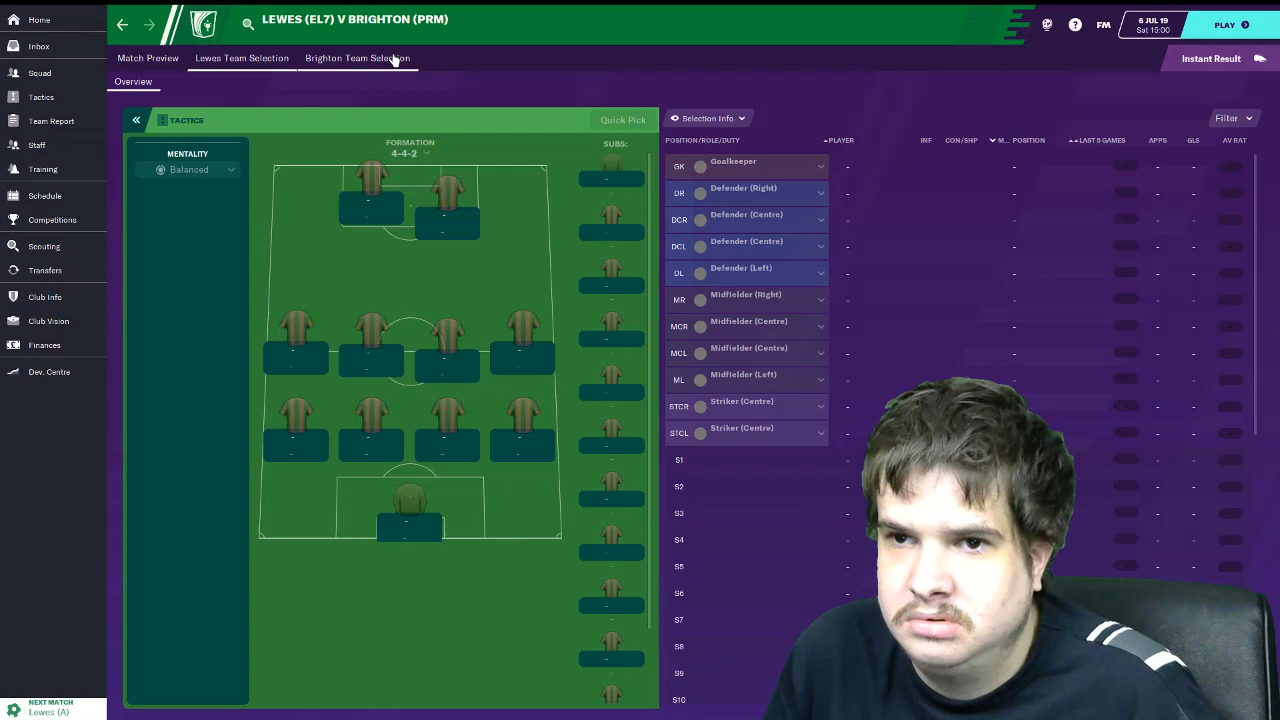 Home
Inbox
Squad
Tactics
Team Report
Staff
Training
Schedule
Competitions
Scouting
Transfers
Club Info
Club Vision
Finances
Dev. Centre
NEXT MATCH
Lewes (A)
LEWES (EL7) V BRIGHTON (PRM)
FM
6 JUL 19
Sat 15:00
PLAY
Match Preview
Lewes Team Selection
Brighton Team Selection
Instant Result
Overview
TACTICS
Quick Pick
MENTALITY
Balanced
FORMATION
4-4-2
SUBS:
Selection Info
Filter
POSITION/ROLE/DUTY PLAYER INF CON/SHP M... POSITION LAST 5 GAMES APPS GLS AV RAT
GK Goalkeeper
DR Defender (Right)
DCR Defender (Centre)
DCL Defender (Centre)
DL Defender (Left)
MR Midfielder (Right)
MCR Midfielder (Centre)
MCL Midfielder (Centre)
ML Midfielder (Left)
STCR Striker (Centre)
STCL Striker (Centre)
S1
S2
S3
S4
S5
S6
S7
S8
S9
S10